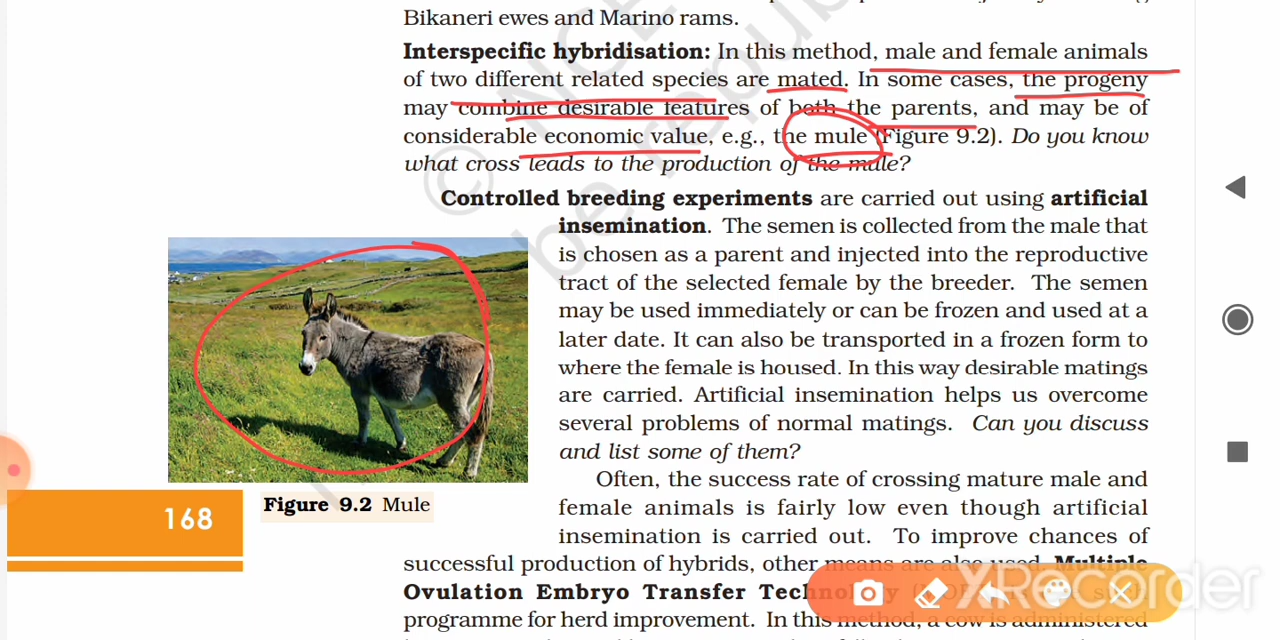 Bikaneri ewes and Marino rams.
Interspecific hybridisation: In this method, male and female animals
of two different related species are mated. In some cases, the progeny
may combine desirable features of both the parents, and may be of
considerable economic value, e.g., the mule (Figure 9.2). Do you know
what cross leads to the production of the mule?
Controlled breeding experiments are carried out using artificial
insemination. The semen is collected from the male that
is chosen as a parent and injected into the reproductive
tract of the selected female by the breeder. The semen
may be used immediately or can be frozen and used at a
later date. It can also be transported in a frozen form to
where the female is housed. In this way desirable matings
are carried. Artificial insemination helps us overcome
several problems of normal matings. Can you discuss
and list some of them?
Figure 9.2 Mule
168
Often, the success rate of crossing mature male and
female animals is fairly low even though artificial
insemination is carried out. To improve chances of
successful production of hybrids, other means are also used. Multiple
Ovulation Embryo Transfer Technology
programme for herd improvement. In this method, a cow is administered
XRecorder
© NCE
be republ